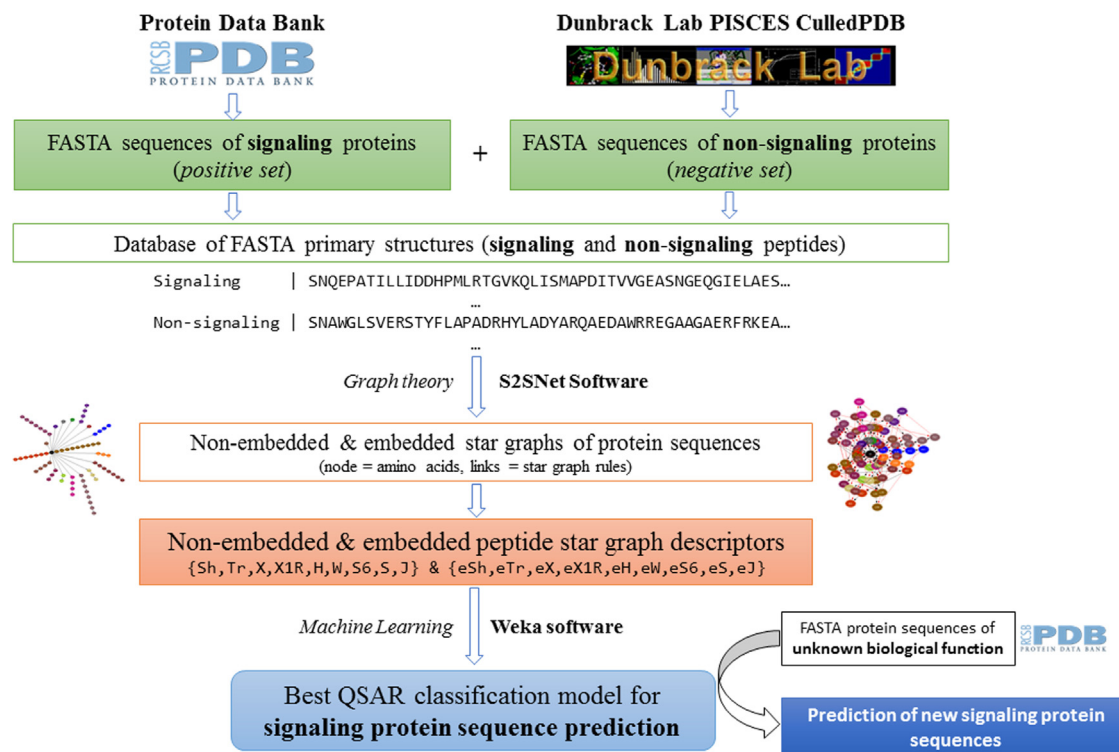 Protein Data Bank
Dunbrack Lab PISCES CulledPDB
RCSB PDB
PROTEIN DATA BANK
Dunbrack Lab
FASTA sequences of signaling proteins
(positive set)
+
FASTA sequences of non-signaling proteins
(negative set)
Database of FASTA primary structures (signaling and non-signaling peptides)
Signaling | SNQEPATILLIDDHPMLRTGVKQLISMAPDITVVGEASNGEQGIELAES…
…
Non-signaling | SNAWGLSVERSTYFLAPADRHYLADYARQAEDAWRREGAAGAERFRKEA…
…
Graph theory S2SNet Software
Non-embedded & embedded star graphs of protein sequences
(node = amino acids, links = star graph rules)
Non-embedded & embedded peptide star graph descriptors
{Sh,Tr,X,X1R,H,W,S6,S,J} & {eSh,eTr,eX,eX1R,eH,eW,eS6,eS,eJ}
Machine Learning Weka software
FASTA protein sequences of
unknown biological function
RCSB PDB
PROTEIN DATA BANK
Best QSAR classification model for
signaling protein sequence prediction
Prediction of new signaling protein
sequences